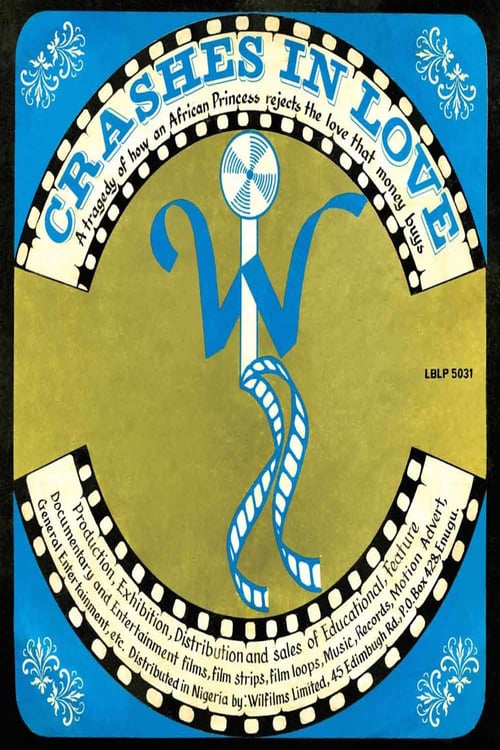 CRASHES IN LOVE
A tragedy of how an African Princess rejects the love that money buys
W
LBLP 5031
Production, Exhibition, Distribution and sales of Educational, Feature
Documentary and Entertainment films, film strips, film loops, Music, Records, Motion Advert,
General Entertainment, etc. Distributed in Nigeria by: Wilfilms Limited, 45 Edimbugh Rd., P.O. Box 428, Enugu.